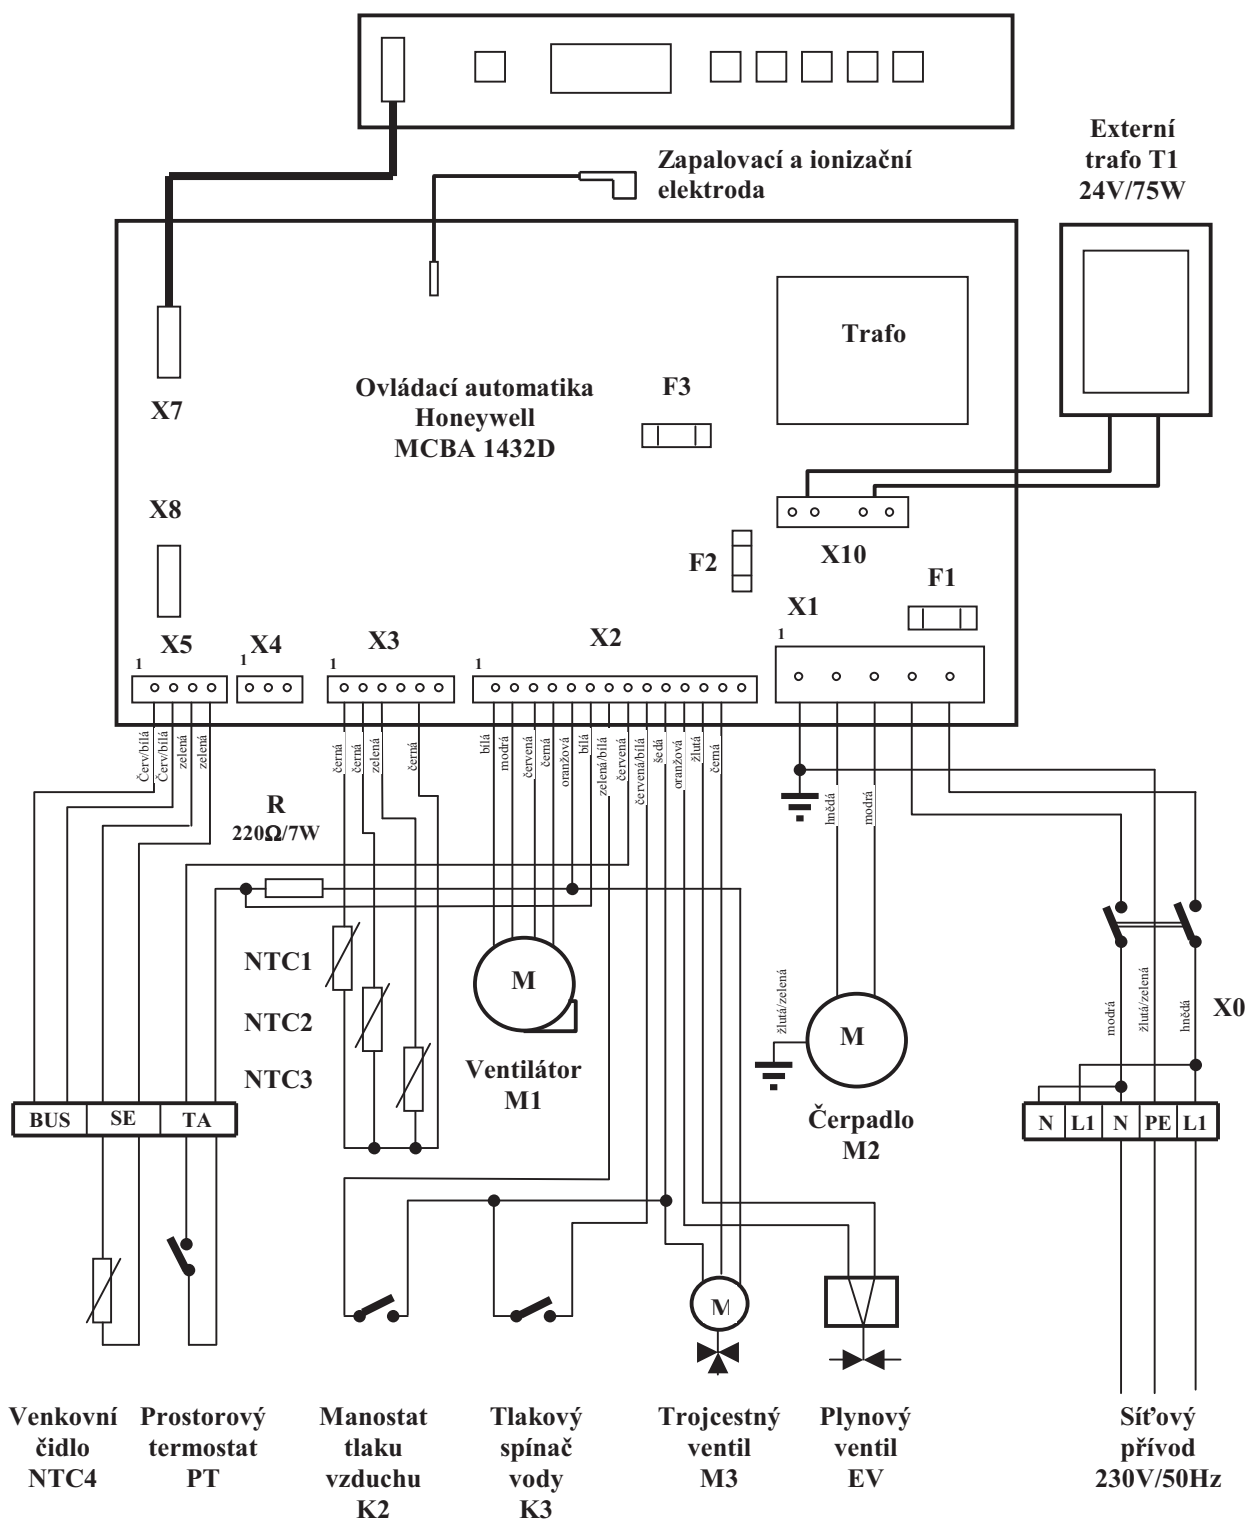 Externí
trafo T1
24V/75W
Zapalovací a ionizační
elektroda
Trafo
Ovládací automatika
Honeywell
MCBA 1432D
F3
X7
X8
F2
X10
F1
X1
X5
X4
X3
X2
1
1
1
1
1
Červ/bílá
Červ/bílá
zelená
zelená
černá
černá
zelená
černá
bílá
modrá
červená
černá
oranžová
bílá
zelená/bílá
červená
červená/bílá
šedá
oranžová
žlutá
černá
hnědá
modrá
R
220Ω/7W
NTC1
NTC2
NTC3
M
Ventilátor
M1
žlutá/zelená
M
Čerpadlo
M2
modrá
žlutá/zelená
hnědá
X0
BUS SE TA
N L1 N PE L1
M
Venkovní
čidlo
NTC4
Prostorový
termostat
PT
Manostat
tlaku
vzduchu
K2
Tlakový
spínač
vody
K3
Trojcestný
ventil
M3
Plynový
ventil
EV
Síťový
přívod
230V/50Hz